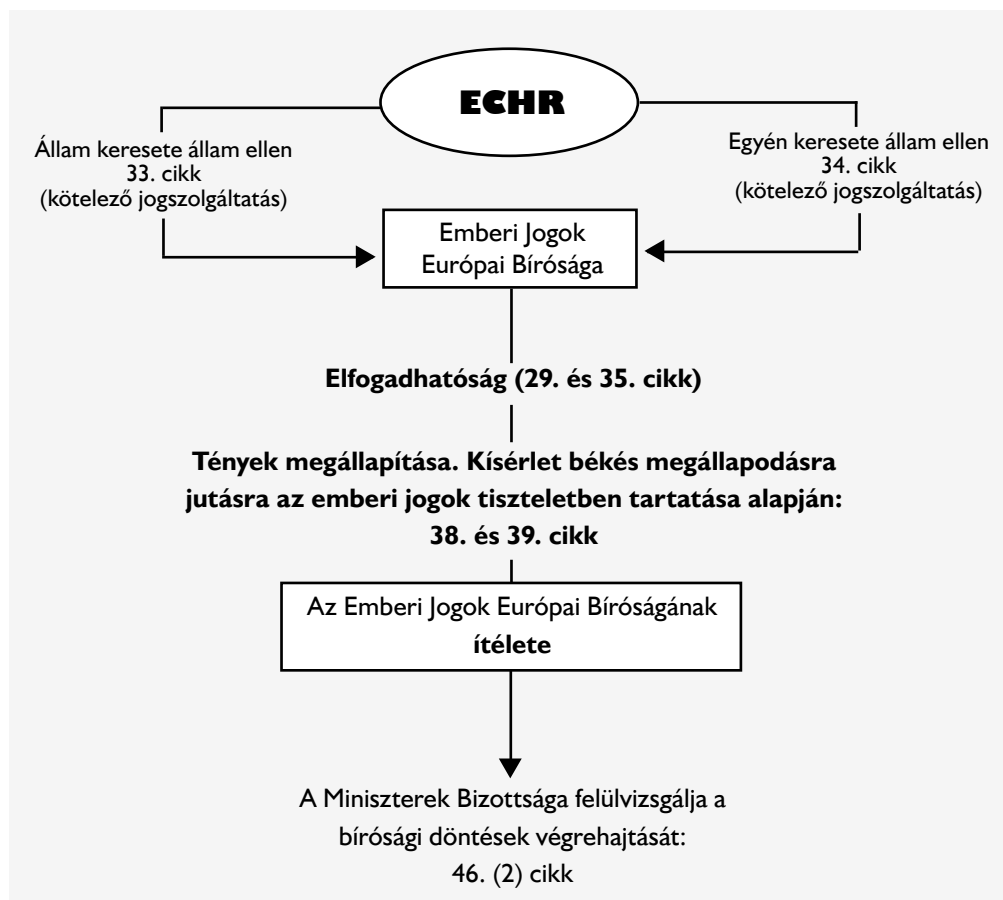 ECHR
Állam keresete állam ellen
33. cikk
(kötelező jogszolgáltatás)
Egyén keresete állam ellen
34. cikk
(kötelező jogszolgáltatás)
Emberi Jogok
Európai Bírósága
Elfogadhatóság (29. és 35. cikk)
Tények megállapítása. Kísérlet békés megállapodásra
jutásra az emberi jogok tiszteletben tartatása alapján:
38. és 39. cikk
Az Emberi Jogok Európai Bíróságának
ítélete
A Miniszterek Bizottsága felülvizsgálja a
bírósági döntések végrehajtását:
46. (2) cikk